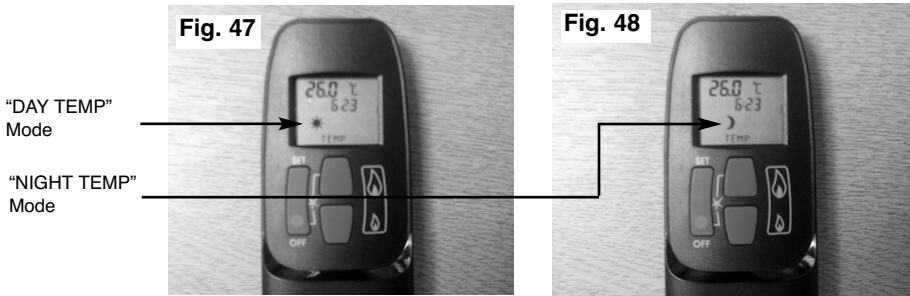 Fig. 47
Fig. 48
“DAY TEMP”
Mode
“NIGHT TEMP”
Mode
26.0 ℃
6:23
TEMP
SET
OFF
26.0 ℃
6:23
TEMP
SET
OFF